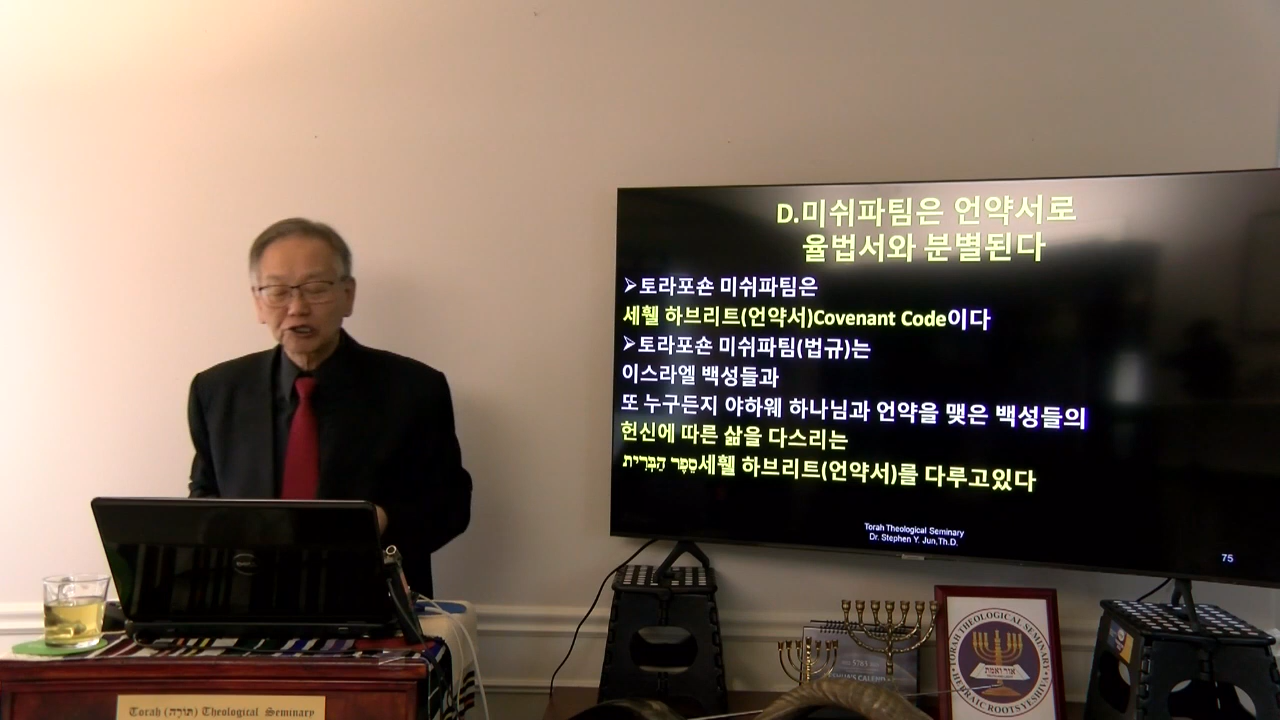 D.미쉬파팀은 언약서로
율법서와 분별된다
➢토라포숀 미쉬파팀은
세풸 하브리트(언약서)Covenant Code이다
➢토라포숀 미쉬파팀(법규)는
이스라엘 백성들과
또 누구든지 야하웨 하나님과 언약을 맺은 백성들의
헌신에 따른 삶을 다스리는
סֵפֶר הַבְּרִית세풸 하브리트(언약서)를 다루고있다
Torah Theological Seminary
Dr. Stephen Y. Jun,Th.D.
75
TORAH THEOLOGICAL SEMINARY
HEBRAIC ROOTS YESHIVA
Torah (תורה) Theological Seminary